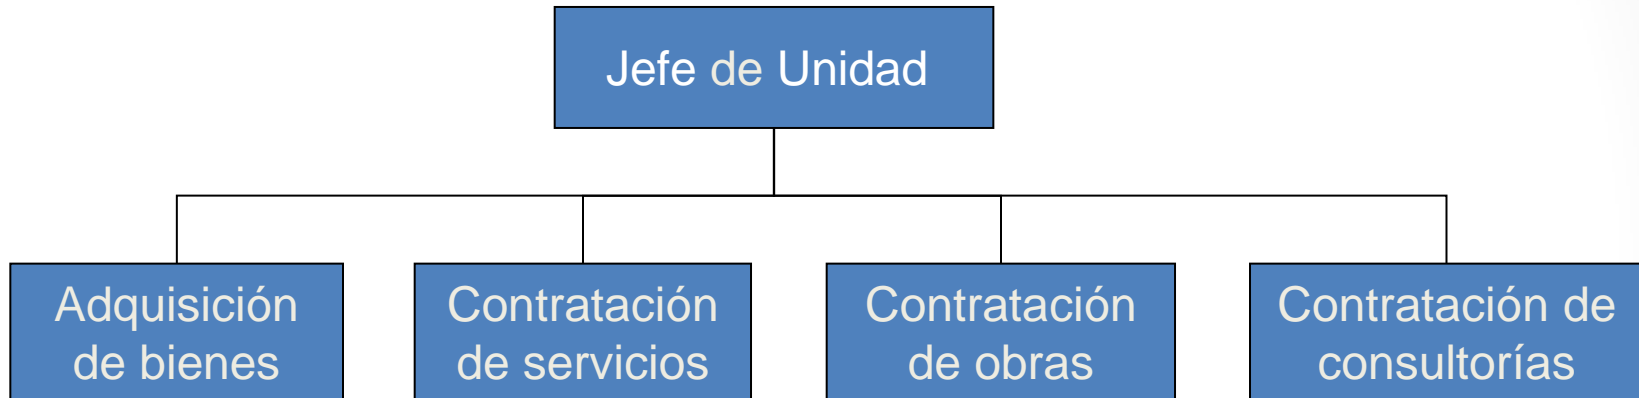 Jefe de Unidad
Adquisición
de bienes
Contratación
de servicios
Contratación
de obras
Contratación de
consultorías